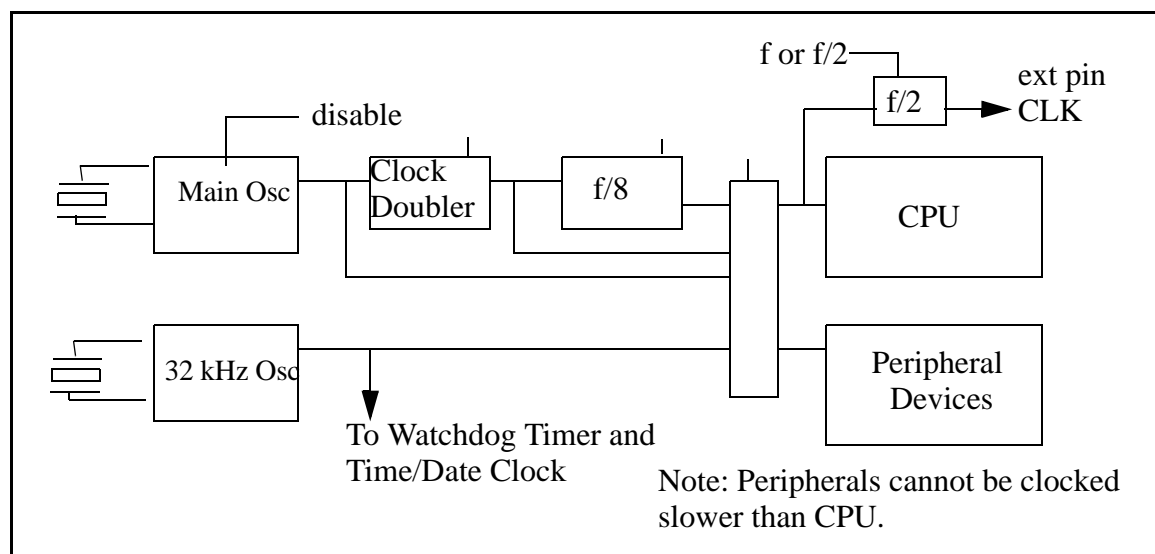 f or f/2
f/2
ext pin
CLK
disable
Main Osc
Clock
Doubler
f/8
CPU
32 kHz Osc
Peripheral
Devices
To Watchdog Timer and
Time/Date Clock
Note: Peripherals cannot be clocked
slower than CPU.